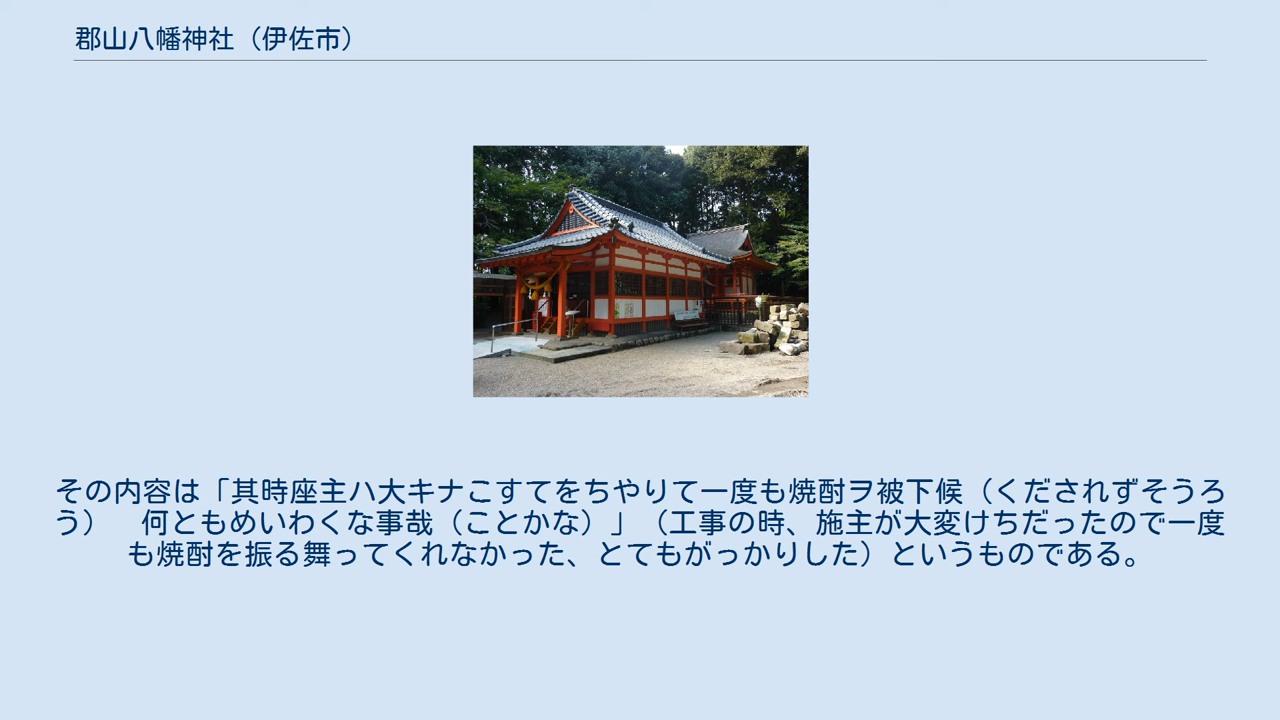 郡山八幡神社（伊佐市）
その内容は「其時座主ハ大キナこすてをちやりて一度も焼酎ヲ被下候（くだされずそうろ
う）　何ともめいわくな事哉（ことかな）」（工事の時、施主が大変けちだったので一度
も焼酎を振る舞ってくれなかった、とてもがっかりした）というものである。